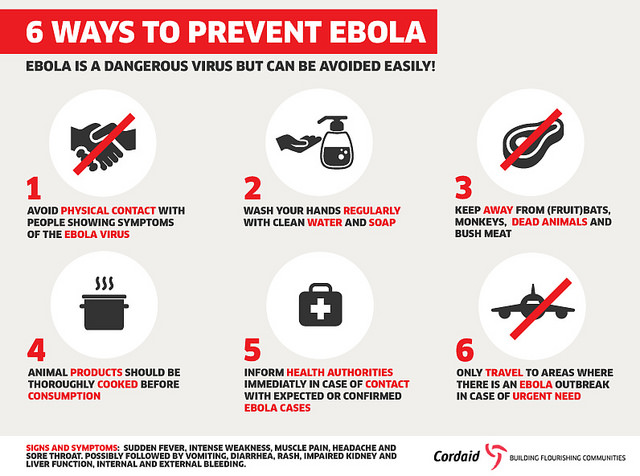 6 WAYS TO PREVENT EBOLA
EBOLA IS A DANGEROUS VIRUS BUT CAN BE AVOIDED EASILY!
1
AVOID PHYSICAL CONTACT WITH
PEOPLE SHOWING SYMPTOMS
OF THE EBOLA VIRUS
2
WASH YOUR HANDS REGULARLY
WITH CLEAN WATER AND SOAP
3
KEEP AWAY FROM (FRUIT)BATS,
MONKEYS, DEAD ANIMALS AND
BUSH MEAT
4
ANIMAL PRODUCTS SHOULD BE
THOROUGHLY COOKED BEFORE
CONSUMPTION
5
INFORM HEALTH AUTHORITIES
IMMEDIATLY IN CASE OF CONTACT
WITH EXPECTED OR CONFIRMED
EBOLA CASES
6
ONLY TRAVEL TO AREAS WHERE
THERE IS AN EBOLA OUTBREAK
IN CASE OF URGENT NEED
SIGNS AND SYMPTOMS: SUDDEN FEVER, INTENSE WEAKNESS, MUSCLE PAIN, HEADACHE AND
SORE THROAT. POSSIBLY FOLLOWED BY VOMITING, DIARRHEA, RASH, IMPAIRED KIDNEY AND
LIVER FUNCTION, INTERNAL AND EXTERNAL BLEEDING.
Cordaid BUILDING FLOURISHING COMMUNITIES